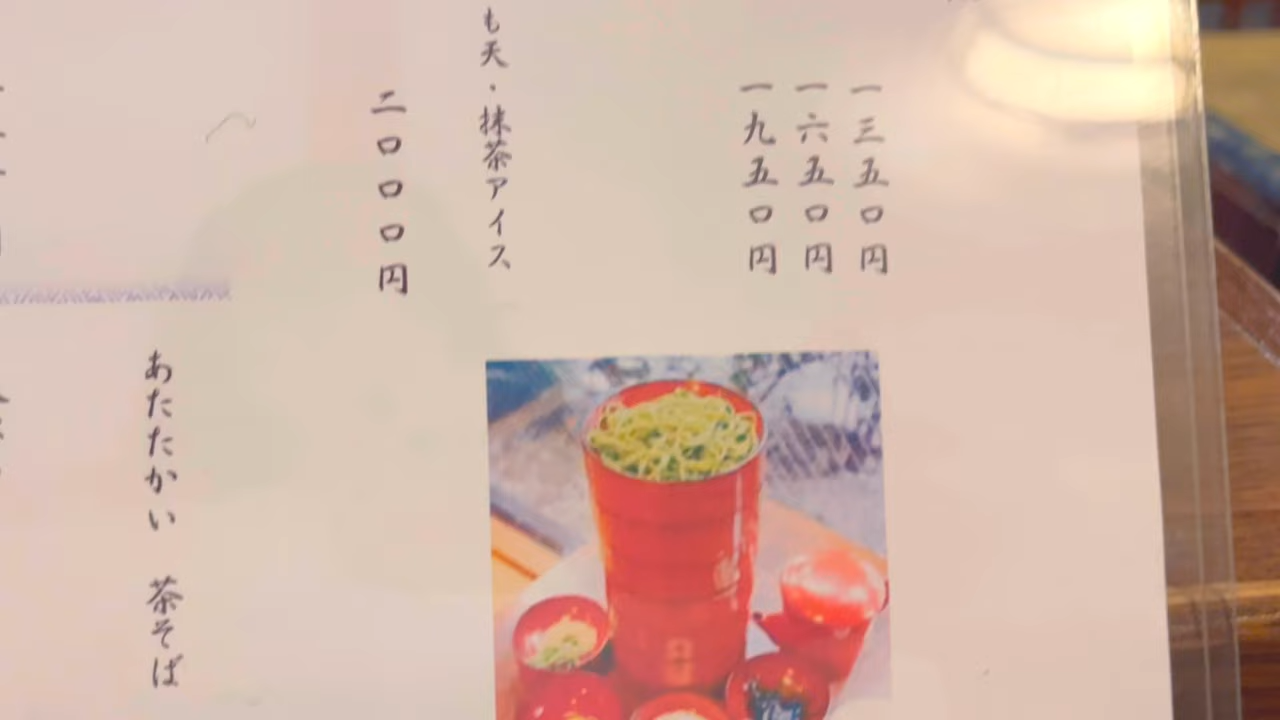 一三五〇円
一六五〇円
一九五〇円
も天・抹茶アイス
二〇〇〇円
あたたかい 茶そば